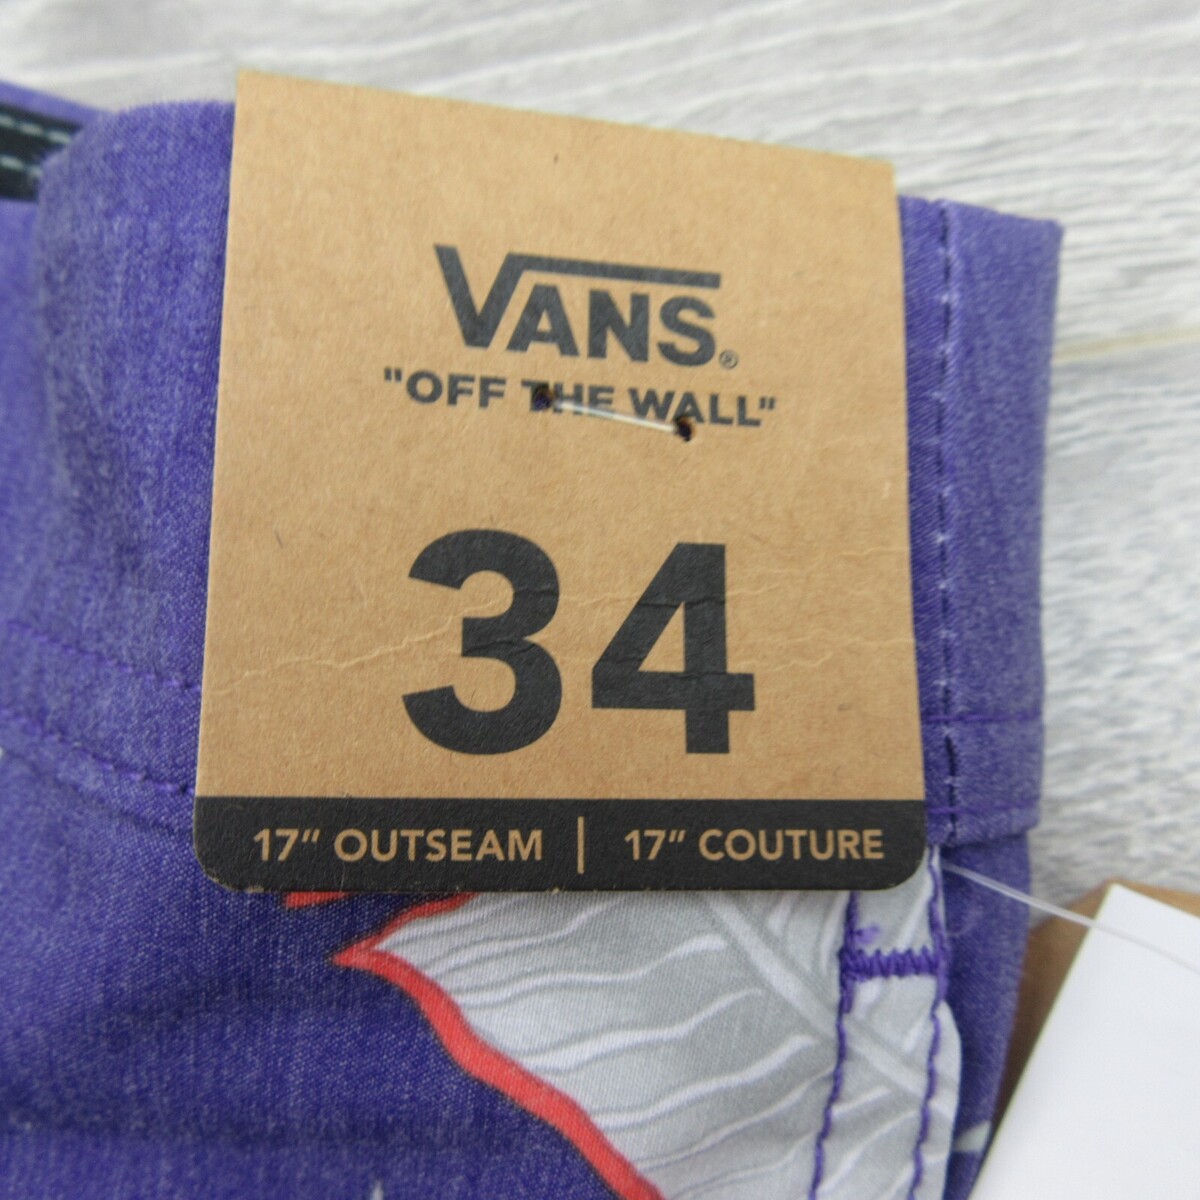 VANS®
"OFF THE WALL"
34
17" OUTSEAM | 17" COUTURE